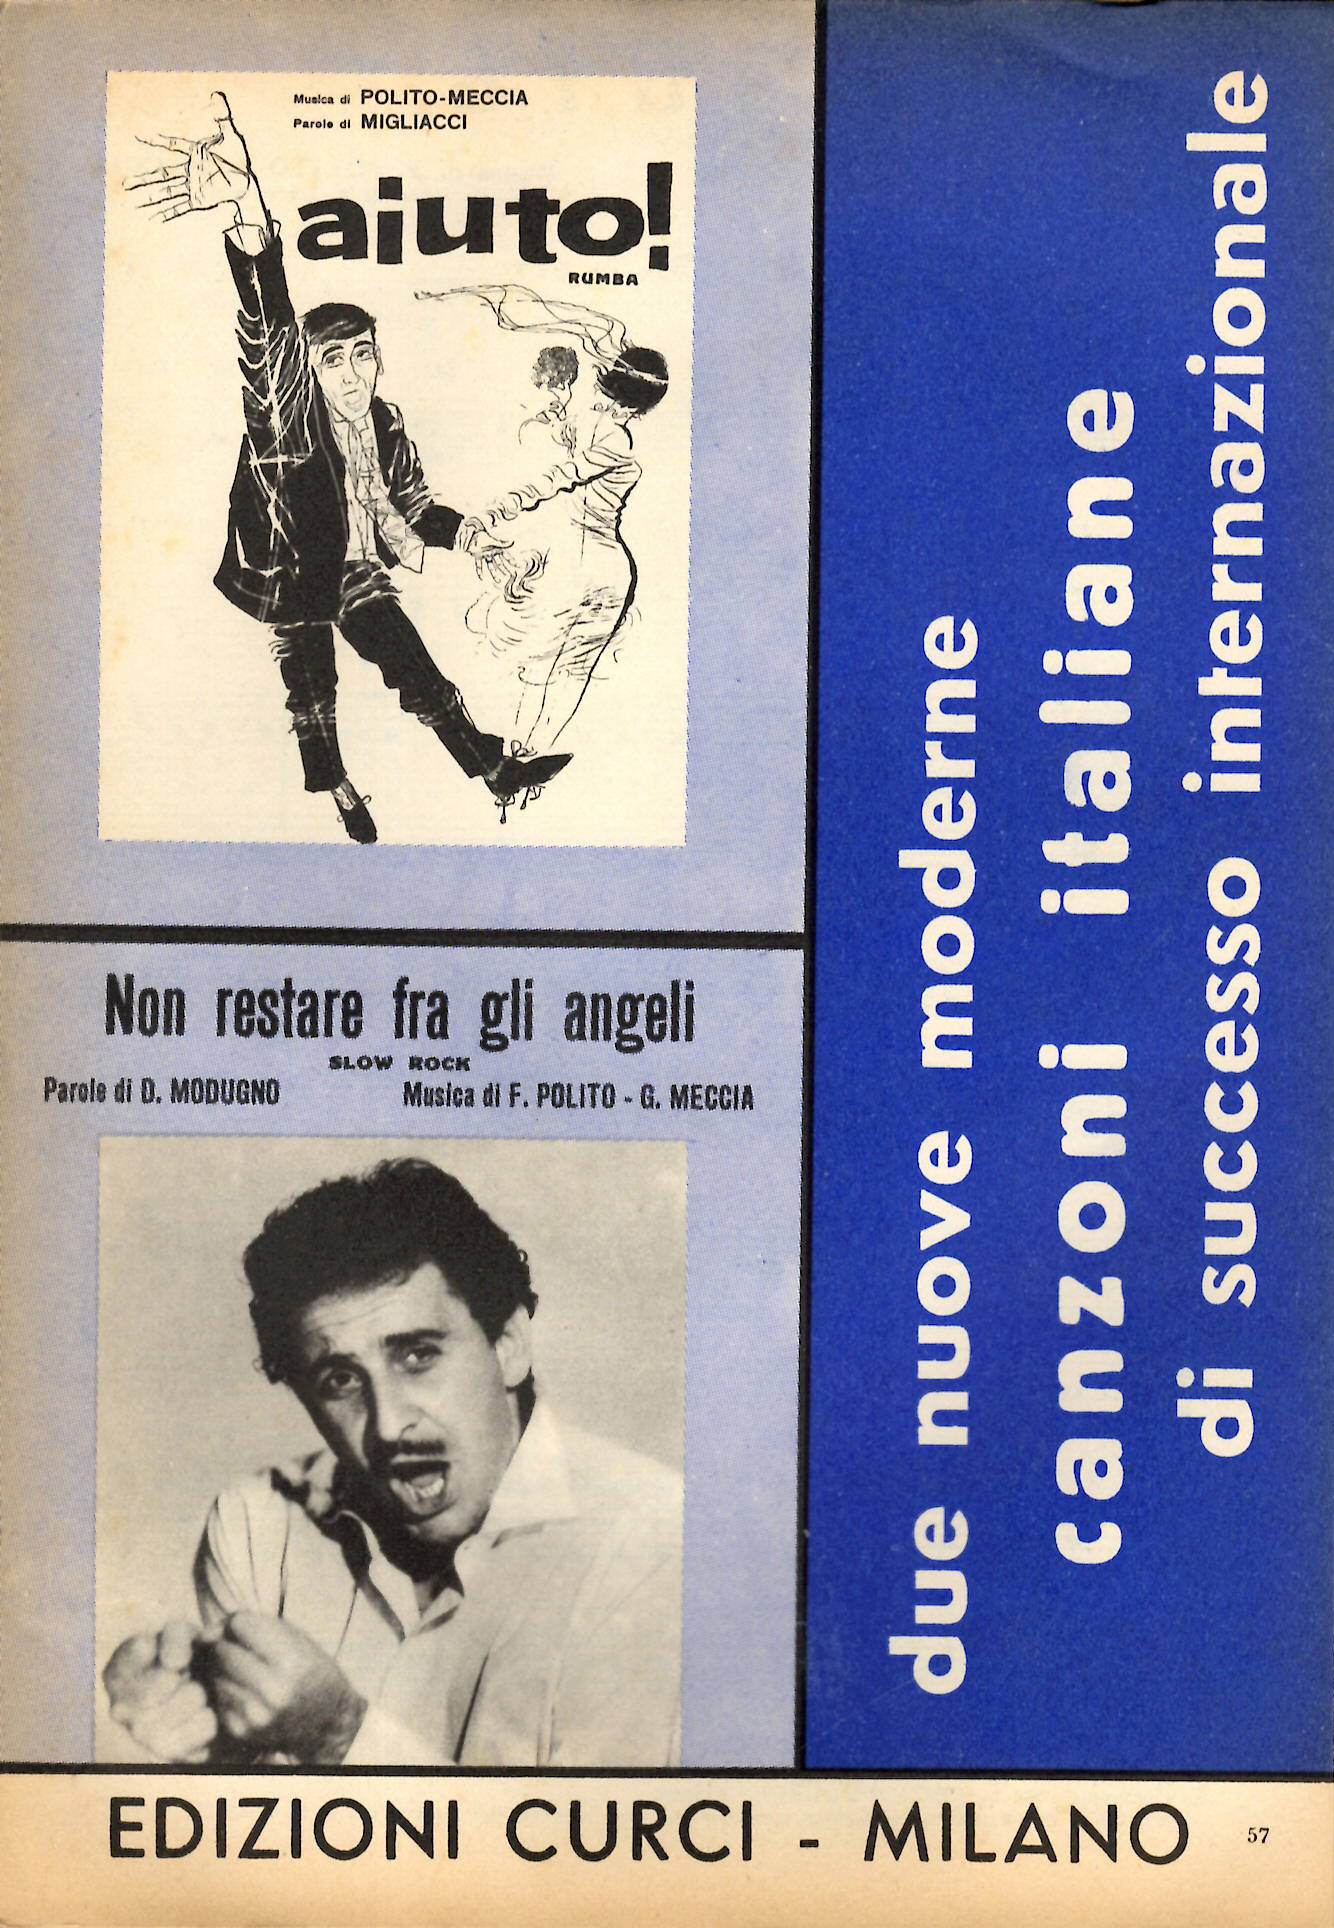 Musica di POLITO-MECCIA
Parole di MIGLIACCI
aiuto!
RUMBA
Non restare fra gli angeli
SLOW ROCK
Parole di D. MODUGNO Musica di F. POLITO - G. MECCIA
due nuove moderne
canzoni italiane
di successo internazionale
EDIZIONI CURCI - MILANO 57